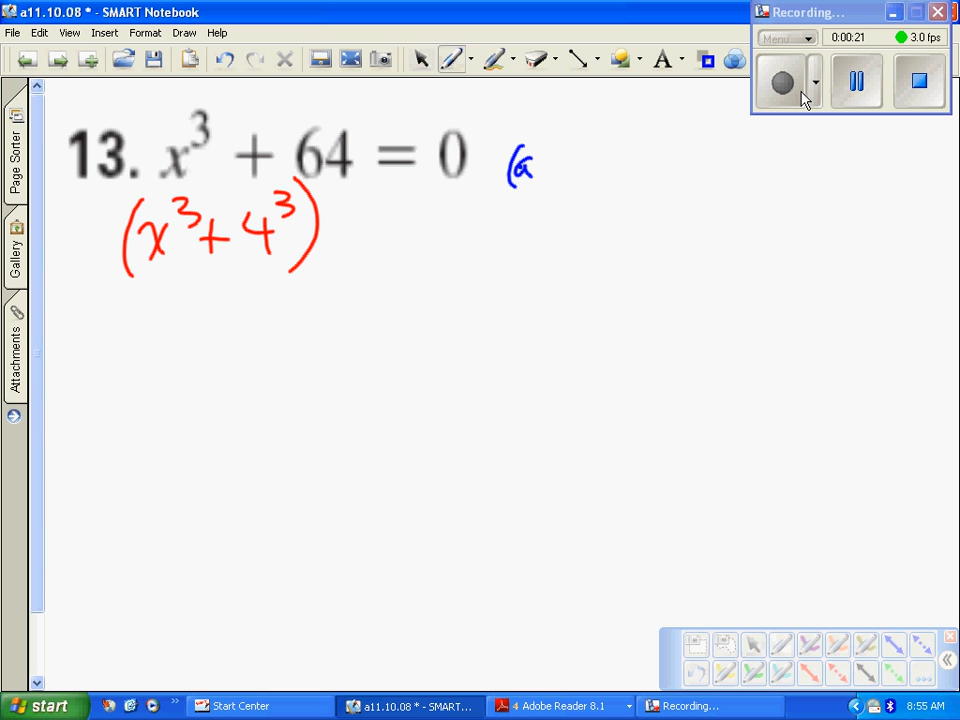 a11.10.08 * - SMART Notebook
File Edit View Insert Format Draw Help
Recording...
Menu 0:00:21 3.0 fps
Page Sorter
Gallery
Attachments
13. x³ + 64 = 0 (a
(x³ + 4³)
start Start Center a11.10.08 * - SMART... 4 Adobe Reader 8.1 Recording... 8:55 AM